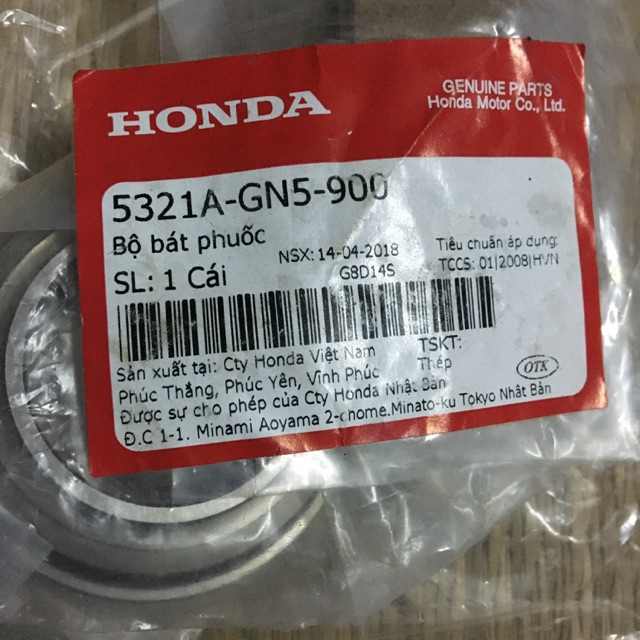 HONDA
GENUINE PARTS
Honda Motor Co., Ltd.
5321A-GN5-900
Bộ bát phuốc
NSX: 14-04-2018
Tiêu chuẩn áp dụng:
SL: 1 Cái
G8D14S
TCCS: 01|2008|HVN
Sản xuất tại: Cty Honda Việt Nam
TSKT:
Phúc Thắng, Phúc Yên, Vĩnh Phúc
Thép
OTK
Được sự cho phép của Cty Honda Nhật Bản
Đ.C 1-1. Minami Aoyama 2-chome.Minato-ku Tokyo Nhật Bản